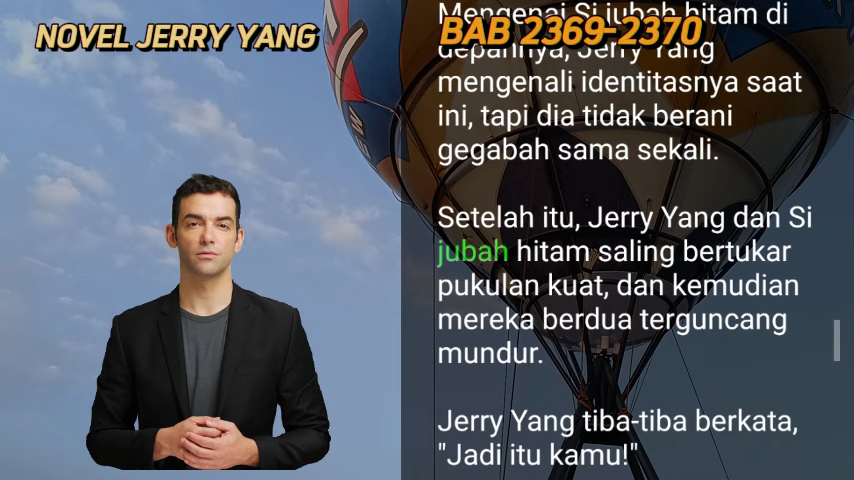 NOVEL JERRY YANG
BAB 2369-2370
Mengenai Si jubah hitam di
depannya, Jerry Yang
mengenali identitasnya saat
ini, tapi dia tidak berani
gegabah sama sekali.
Setelah itu, Jerry Yang dan Si
jubah hitam saling bertukar
pukulan kuat, dan kemudian
mereka berdua terguncang
mundur.
Jerry Yang tiba-tiba berkata,
"Jadi itu kamu!"